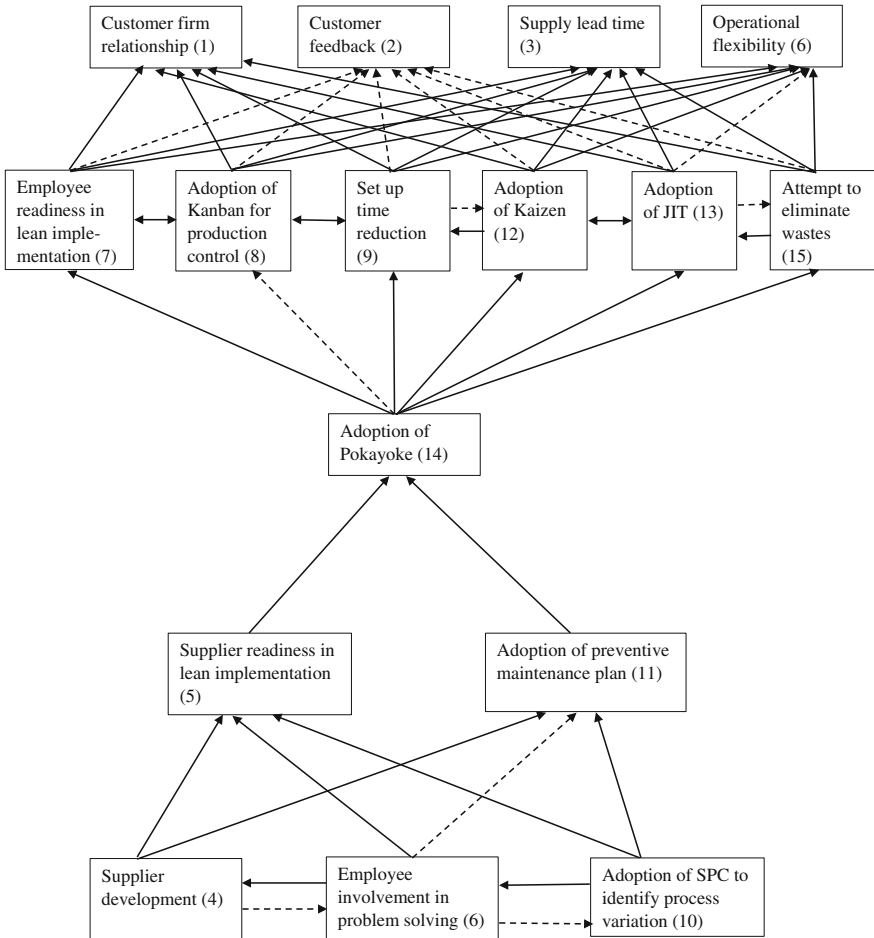 Customer firm
relationship (1)
Customer
feedback (2)
Supply lead time
(3)
Operational
flexibility (6)
Employee
readiness in
lean imple-
mentation (7)
Adoption of
Kanban for
production
control (8)
Set up
time
reduction
(9)
Adoption
of Kaizen
(12)
Adoption
of JIT (13)
Attempt to
eliminate
wastes
(15)
Adoption of
Pokayoke (14)
Supplier readiness in
lean implementation
(5)
Adoption of preventive
maintenance plan (11)
Supplier
development (4)
Employee
involvement in
problem solving (6)
Adoption of SPC to
identify process
variation (10)